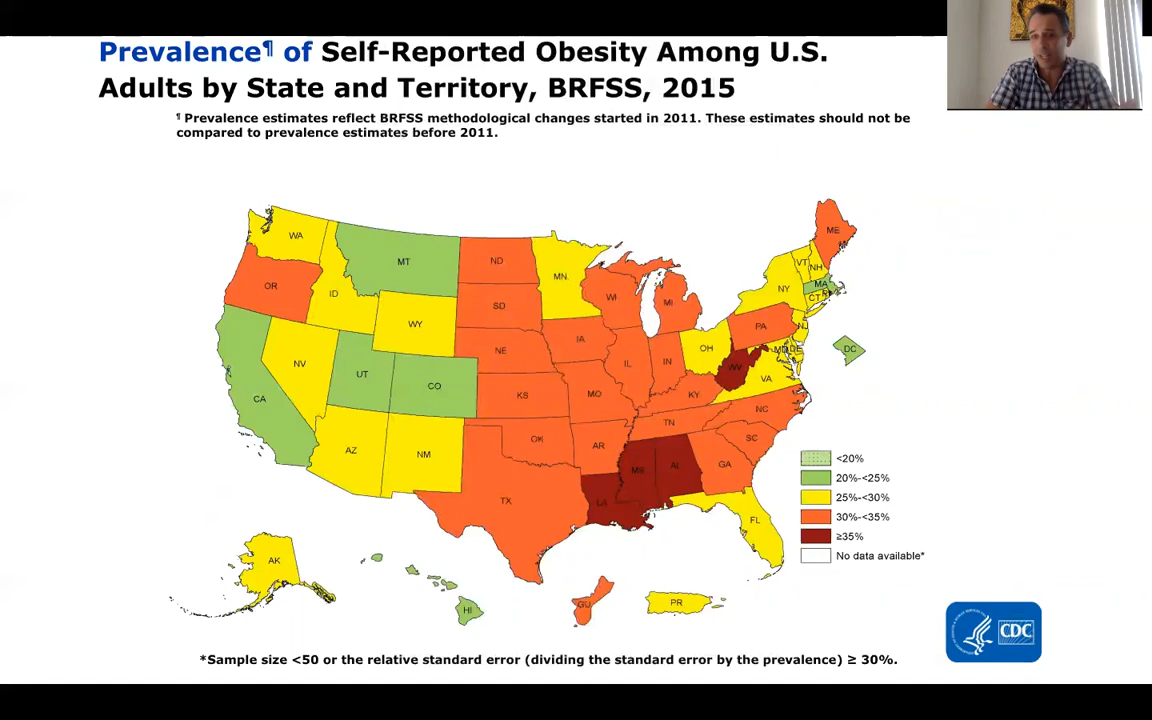 Prevalence¶ of Self-Reported Obesity Among U.S.
Adults by State and Territory, BRFSS, 2015
¶ Prevalence estimates reflect BRFSS methodological changes started in 2011. These estimates should not be
compared to prevalence estimates before 2011.
WA
MT
ND
MN
ME
VT
NH
OR
ID
SD
WI
MI
NY
MA
CT
WY
NE
IA
PA
NJ
NV
UT
CO
IL
IN
OH
MD
DE
DC
WV
VA
CA
KS
MO
KY
NC
AZ
NM
OK
AR
TN
SC
TX
LA
MS
AL
GA
FL
AK
HI
GU
PR
<20%
20%-<25%
25%-<30%
30%-<35%
≥35%
No data available*
CDC
*Sample size <50 or the relative standard error (dividing the standard error by the prevalence) ≥ 30%.